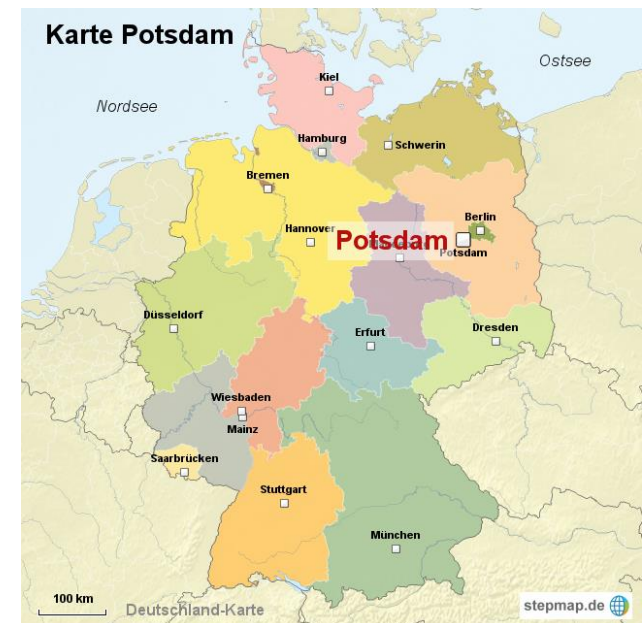 Karte Potsdam
Ostsee
Nordsee
Kiel
Hamburg
Schwerin
Bremen
Berlin
Hannover
Potsdam
Potsdam
Düsseldorf
Erfurt
Dresden
Wiesbaden
Mainz
Saarbrücken
Stuttgart
München
100 km
Deutschland-Karte
stepmap.de